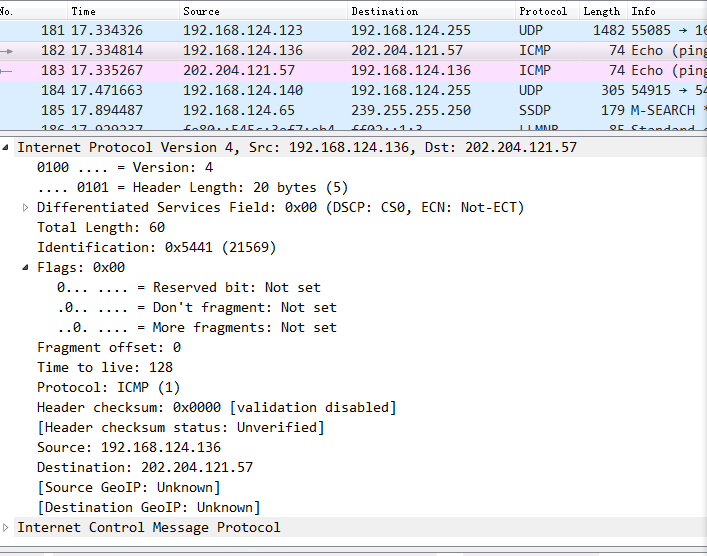 No. Time Source Destination Protocol Length Info
181 17.334326 192.168.124.123 192.168.124.255 UDP 1482 55085 → 16
182 17.334814 192.168.124.136 202.204.121.57 ICMP 74 Echo (ping
183 17.335267 202.204.121.57 192.168.124.136 ICMP 74 Echo (ping
184 17.471663 192.168.124.140 192.168.124.255 UDP 305 54915 → 54
185 17.894487 192.168.124.65 239.255.255.250 SSDP 179 M-SEARCH *
Internet Protocol Version 4, Src: 192.168.124.136, Dst: 202.204.121.57
0100 .... = Version: 4
.... 0101 = Header Length: 20 bytes (5)
Differentiated Services Field: 0x00 (DSCP: CS0, ECN: Not-ECT)
Total Length: 60
Identification: 0x5441 (21569)
Flags: 0x00
0... .... = Reserved bit: Not set
.0.. .... = Don't fragment: Not set
..0. .... = More fragments: Not set
Fragment offset: 0
Time to live: 128
Protocol: ICMP (1)
Header checksum: 0x0000 [validation disabled]
[Header checksum status: Unverified]
Source: 192.168.124.136
Destination: 202.204.121.57
[Source GeoIP: Unknown]
[Destination GeoIP: Unknown]
Internet Control Message Protocol